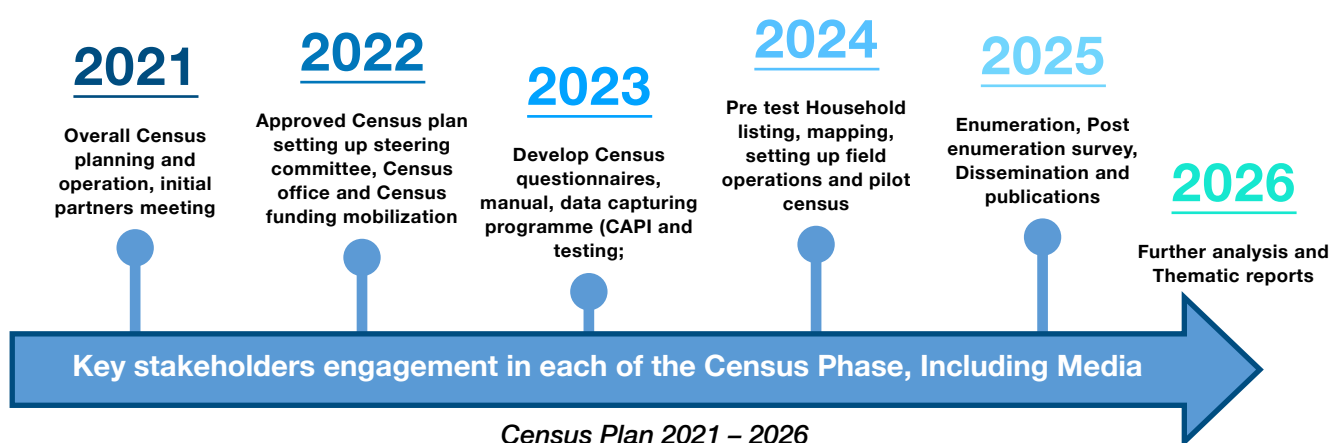 2021
Overall Census
planning and
operation, initial
partners meeting
2022
Approved Census plan
setting up steering
committee, Census
office and Census
funding mobilization
2023
Develop Census
questionnaires,
manual, data capturing
programme (CAPI and
testing;
2024
Pre test Household
listing, mapping,
setting up field
operations and pilot
census
2025
Enumeration, Post
enumeration survey,
Dissemination and
publications
2026
Further analysis and
Thematic reports
Key stakeholders engagement in each of the Census Phase, Including Media
Census Plan 2021 – 2026